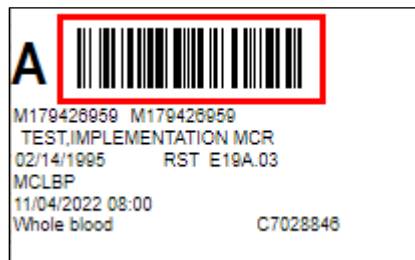 A
M179426959 M179426959
TEST,IMPLEMENTATION MCR
02/14/1995 RST E19A.03
MCLBP
11/04/2022 08:00
Whole blood C7028846